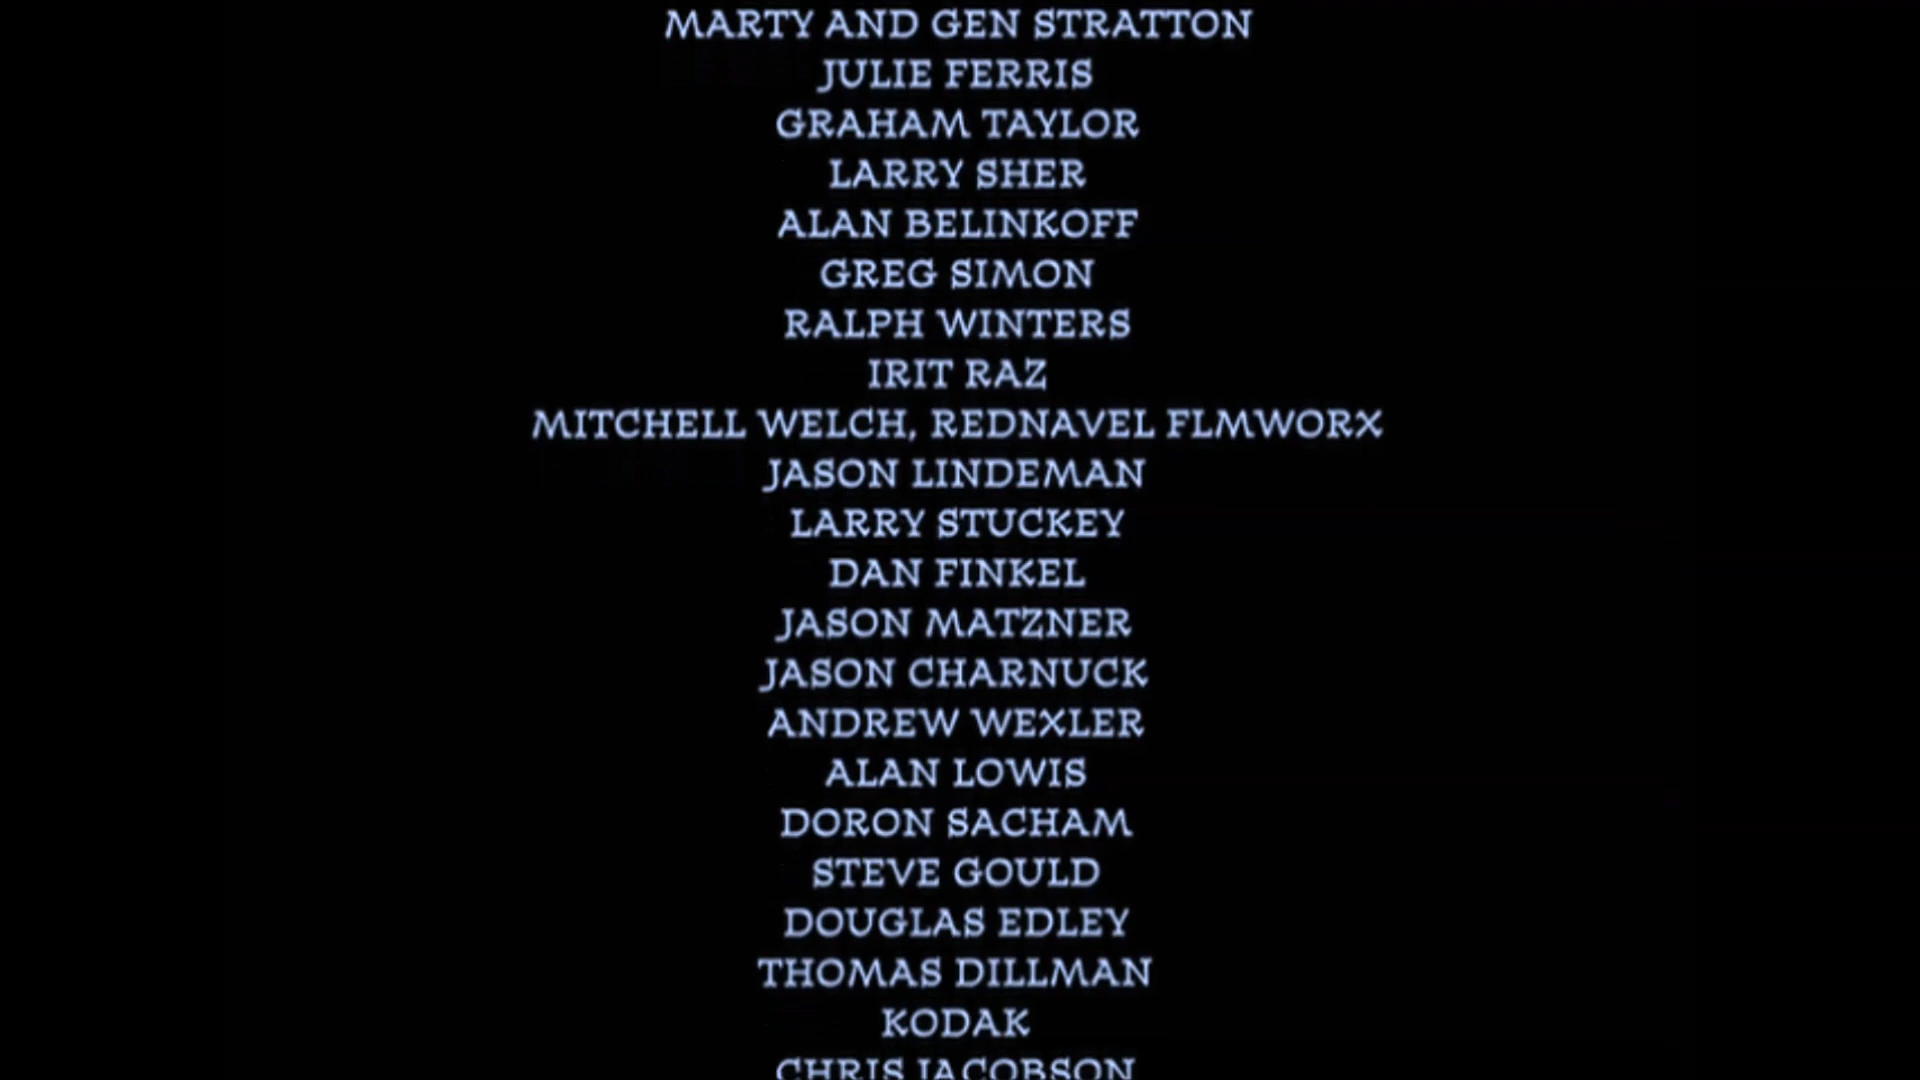 MARTY AND GEN STRATTON
JULIE FERRIS
GRAHAM TAYLOR
LARRY SHER
ALAN BELINKOFF
GREG SIMON
RALPH WINTERS
IRIT RAZ
MITCHELL WELCH, REDNAVEL FLMWORX
JASON LINDEMAN
LARRY STUCKEY
DAN FINKEL
JASON MATZNER
JASON CHARNUCK
ANDREW WEXLER
ALAN LOWIS
DORON SACHAM
STEVE GOULD
DOUGLAS EDLEY
THOMAS DILLMAN
KODAK
CHRIS JACOBSON